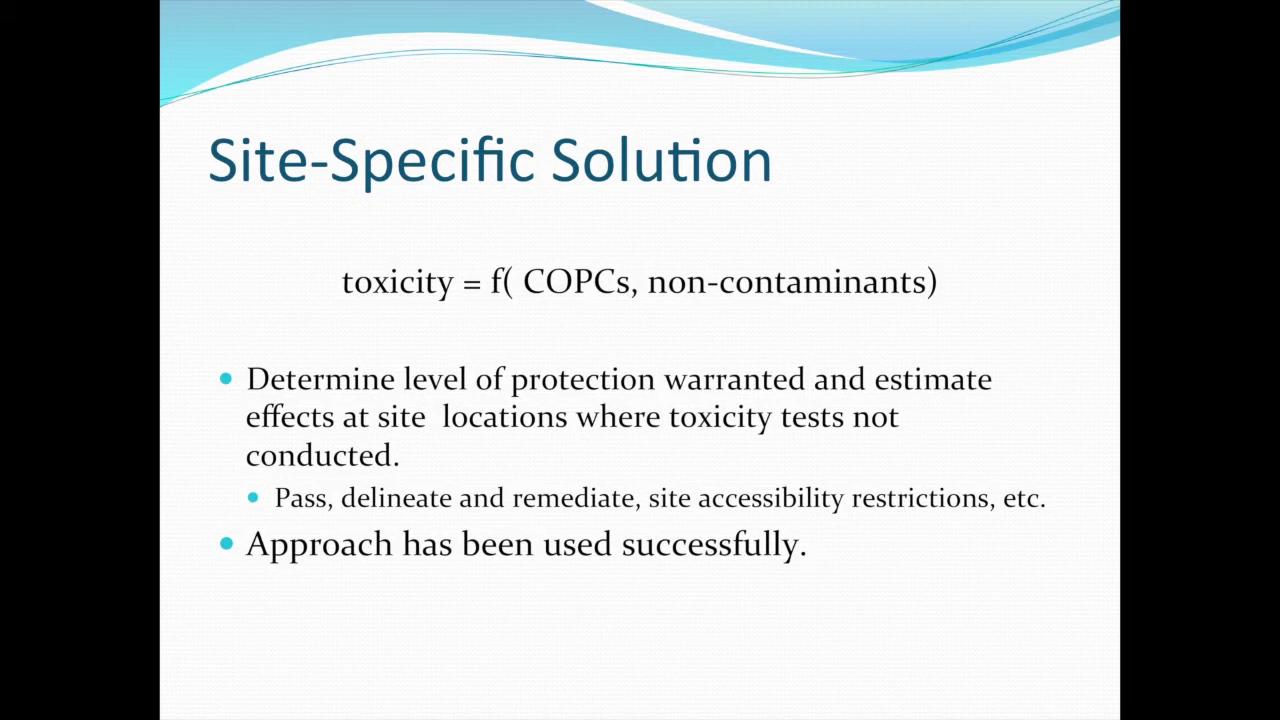 Site-Specific Solution
toxicity = f( COPCs, non-contaminants)
Determine level of protection warranted and estimate
effects at site locations where toxicity tests not
conducted.
Pass, delineate and remediate, site accessibility restrictions, etc.
Approach has been used successfully.